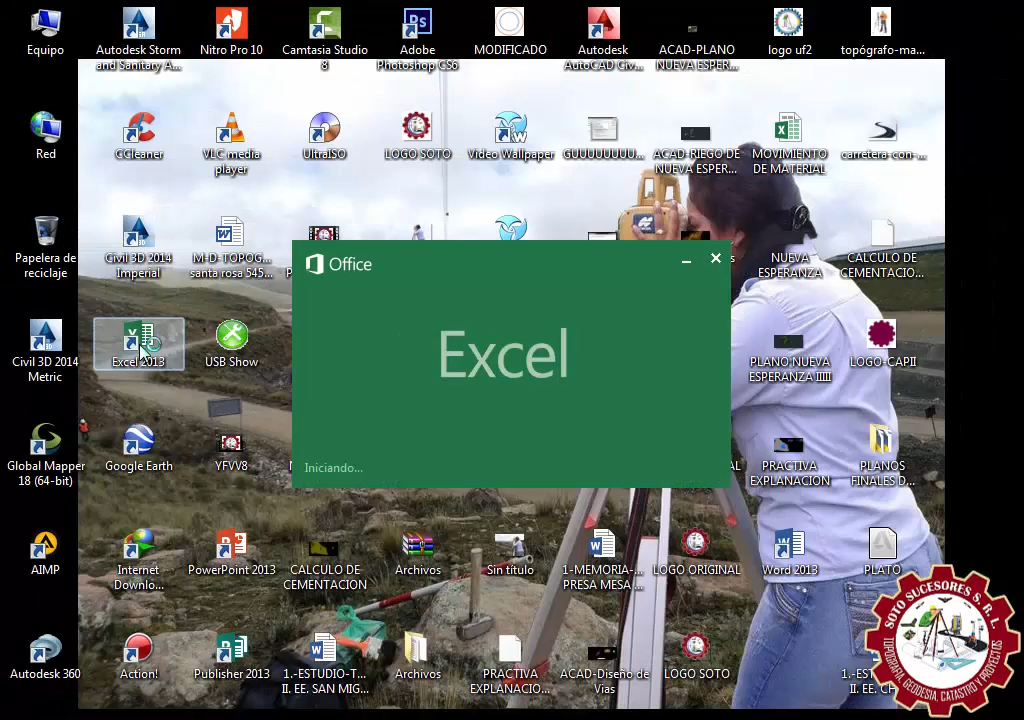 Equipo
Autodesk Storm
and Sanitary A...
Nitro Pro 10
Camtasia Studio
8
Ps
Adobe
Photoshop CS6
MODIFICADO
Autodesk
AutoCAD Civ...
ACAD-PLANO
NUEVA ESPER...
logo uf2
topógrafo-ma...
Red
CCleaner
VLC media
player
UltraISO
LOGO SOTO
Video Wallpaper
GUUUUUUUU...
ACAD-RIEGO DE
NUEVA ESPER...
MOVIMIENTO
DE MATERIAL
carretera-con-...
Papelera de
reciclaje
Civil 3D 2014
Imperial
M-D-TOPOG...
santa rosa 545...
NUEVA
ESPERANZA
CALCULO DE
CEMENTACIO...
Office
Excel
Iniciando...
Civil 3D 2014
Metric
Excel 2013
USB Show
PLANO NUEVA
ESPERANZA IIIIII
LOGO-CAPII
Global Mapper
18 (64-bit)
Google Earth
YFVV8
PRACTIVA
EXPLANACION
PLANOS
FINALES D...
AIMP
Internet
Downlo...
PowerPoint 2013
CALCULO DE
CEMENTACION
Archivos
Sin título
1-MEMORIA-...
PRESA MESA ...
LOGO ORIGINAL
Word 2013
PLATO
Autodesk 360
Action!
Publisher 2013
1.-ESTUDIO-T...
II. EE. SAN MIG...
Archivos
PRACTIVA
EXPLANACIO...
ACAD-Diseño de
Vias
LOGO SOTO
1.-EST
II. EE. CH
SOTO SUCESORES S.R.L.
TOPOGRAFIA, GEODESIA, CATASTRO Y PROYECTOS